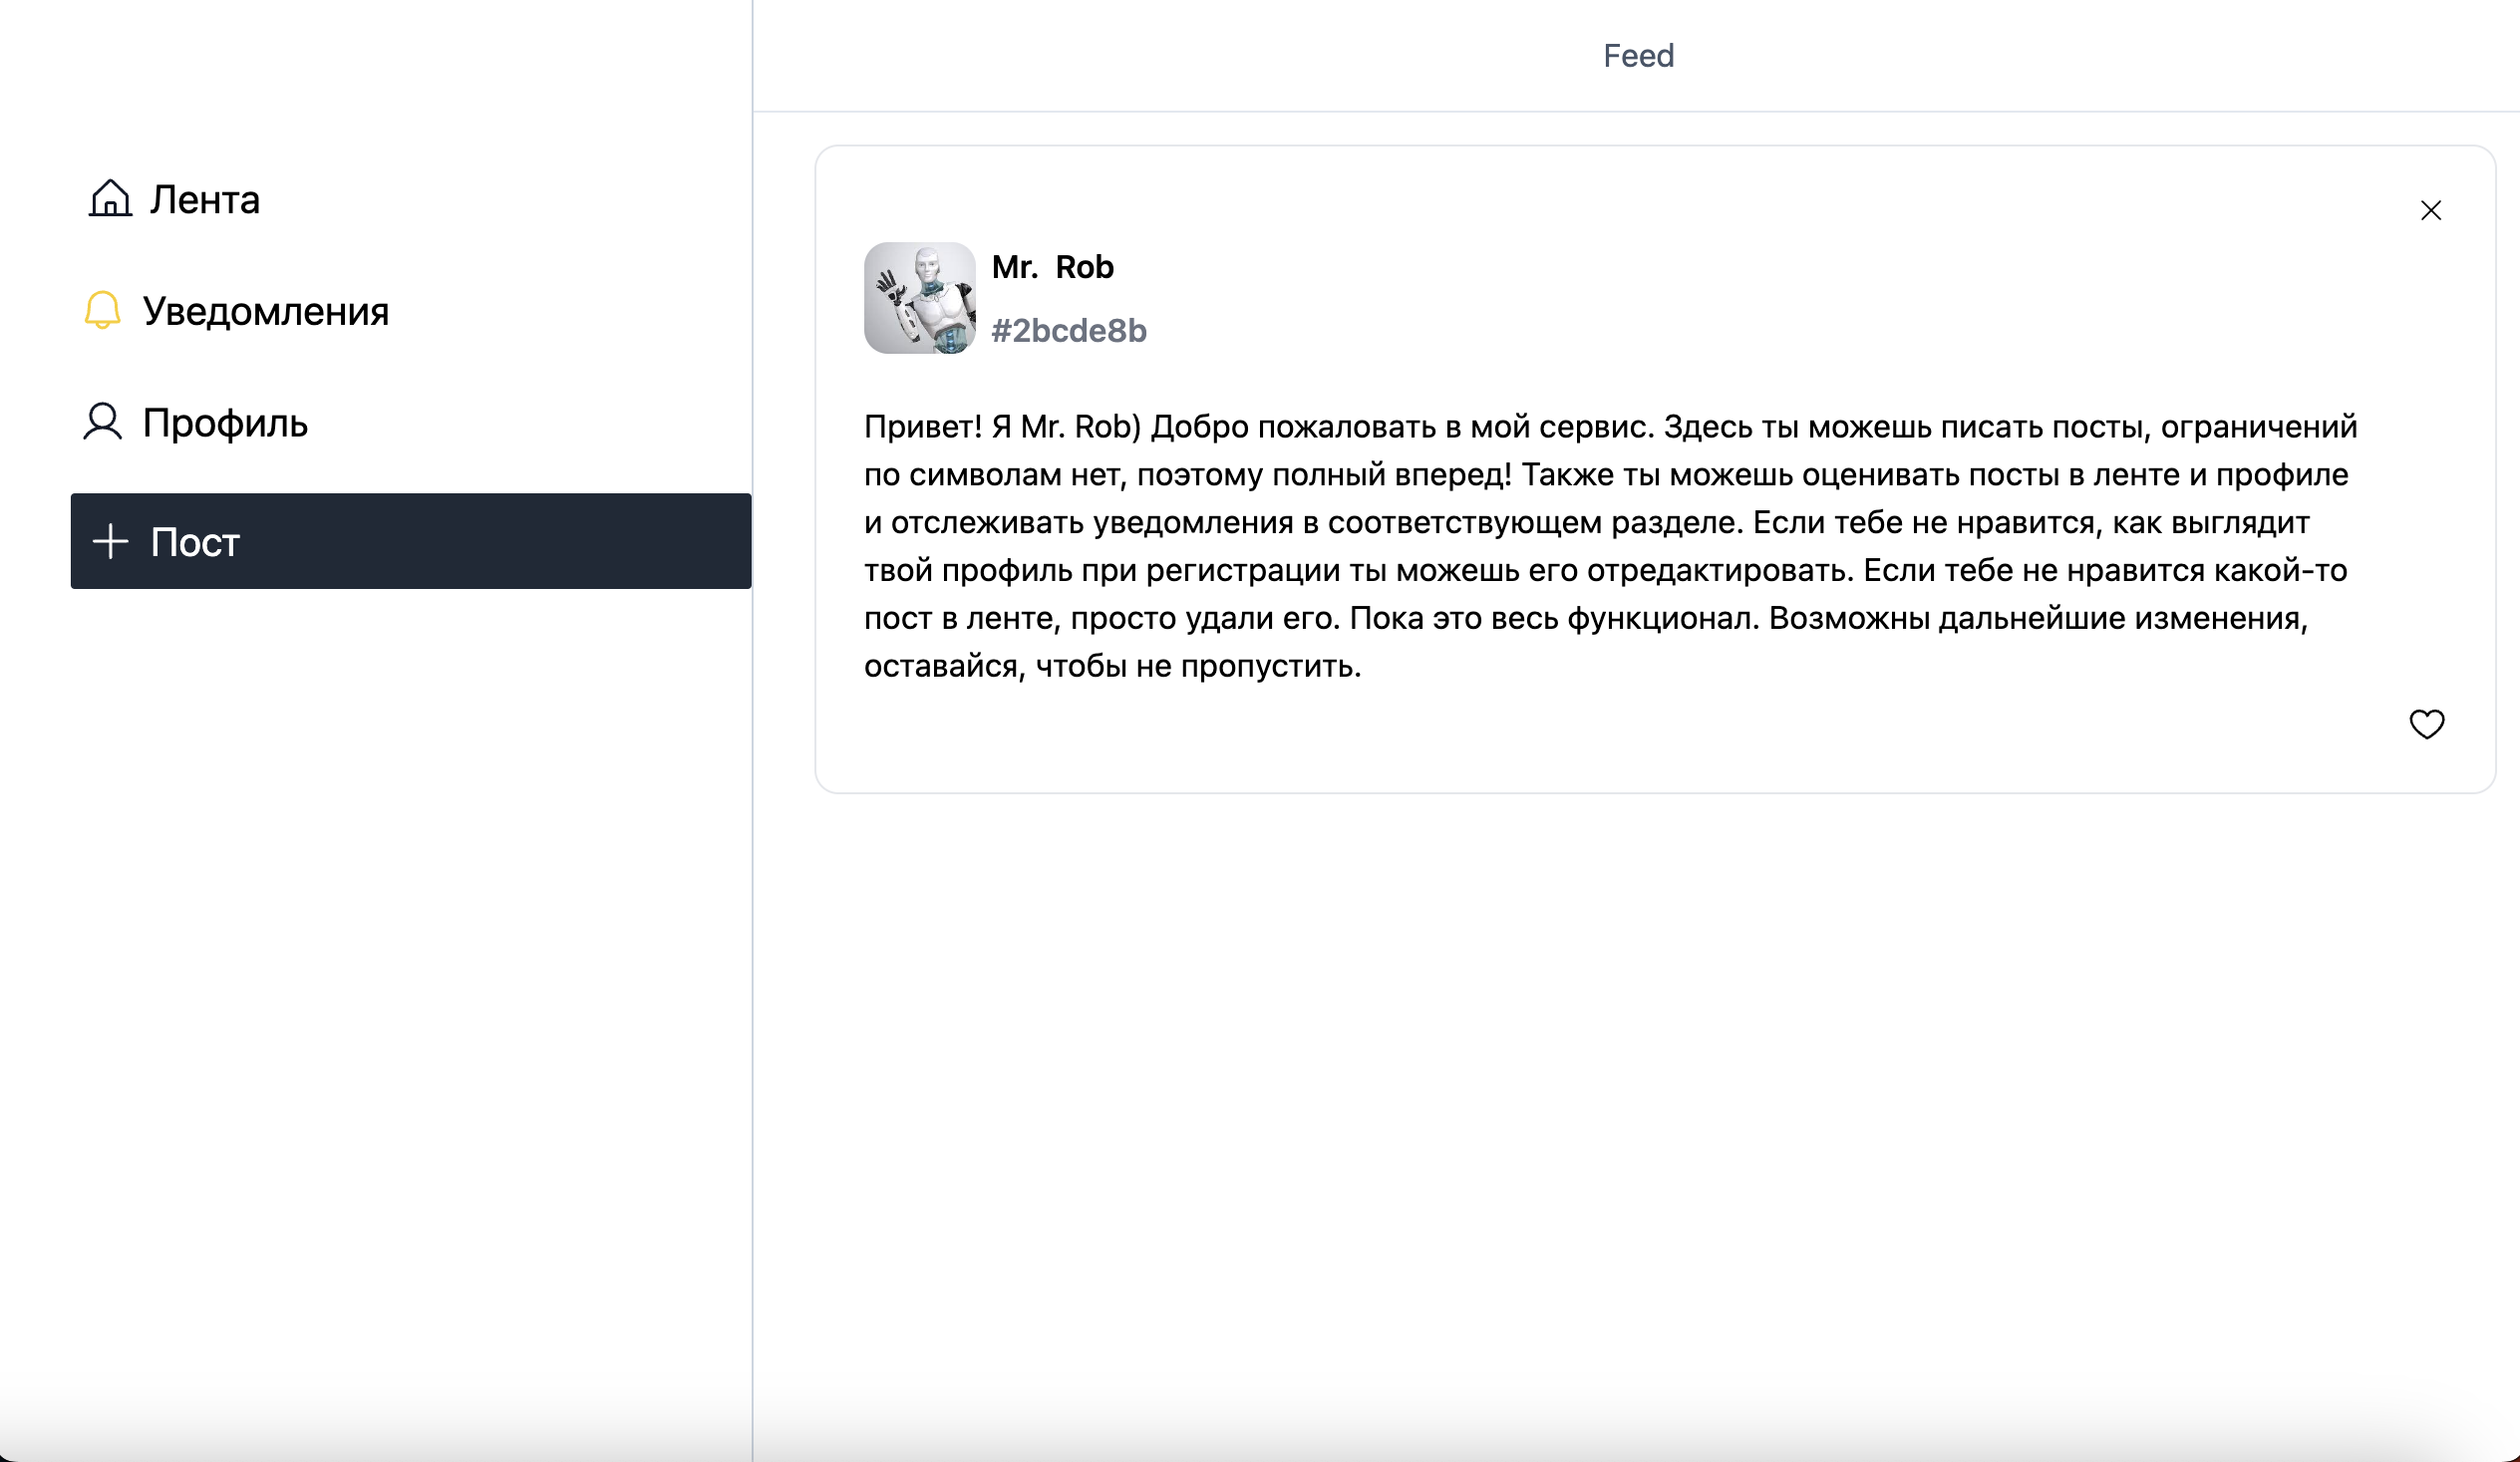 Feed
Лента
Уведомления
Профиль
Пост
Mr. Rob
#2bcde8b
Привет! Я Mr. Rob) Добро пожаловать в мой сервис. Здесь ты можешь писать посты, ограничений
по символам нет, поэтому полный вперед! Также ты можешь оценивать посты в ленте и профиле
и отслеживать уведомления в соответствующем разделе. Если тебе не нравится, как выглядит
твой профиль при регистрации ты можешь его отредактировать. Если тебе не нравится какой-то
пост в ленте, просто удали его. Пока это весь функционал. Возможны дальнейшие изменения,
оставайся, чтобы не пропустить.